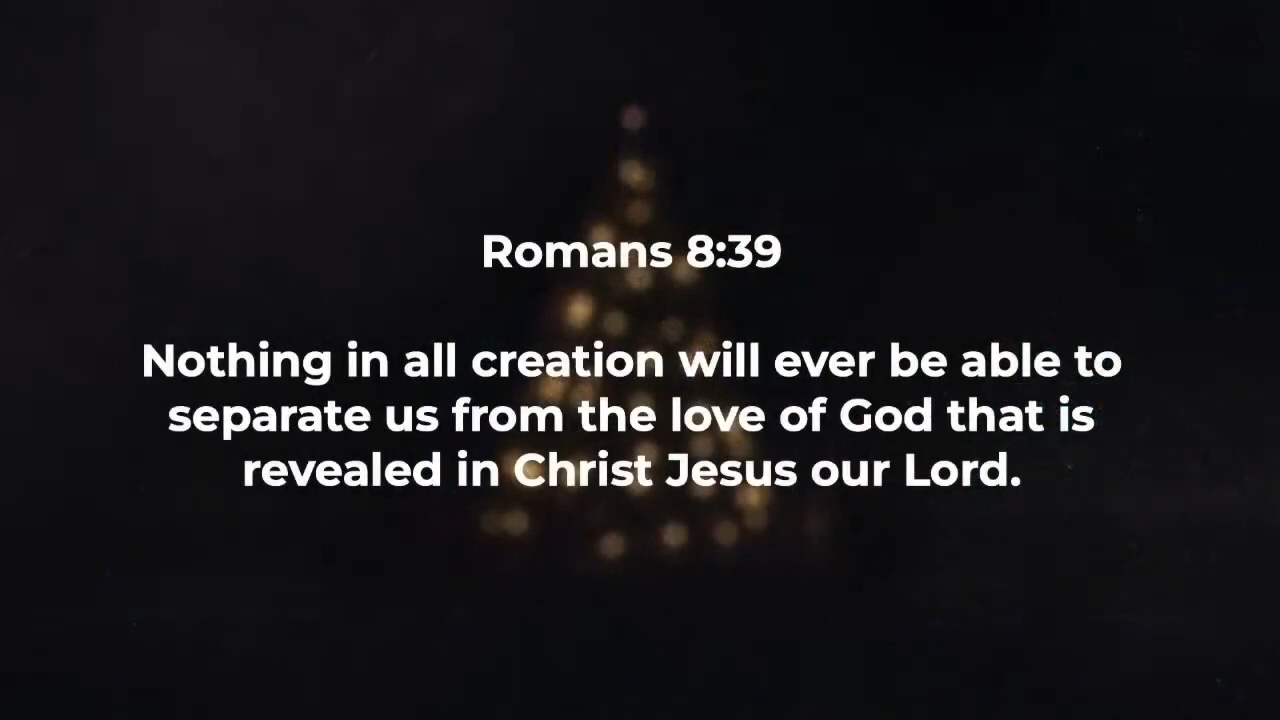 Romans 8:39
Nothing in all creation will ever be able to
separate us from the love of God that is
revealed in Christ Jesus our Lord.